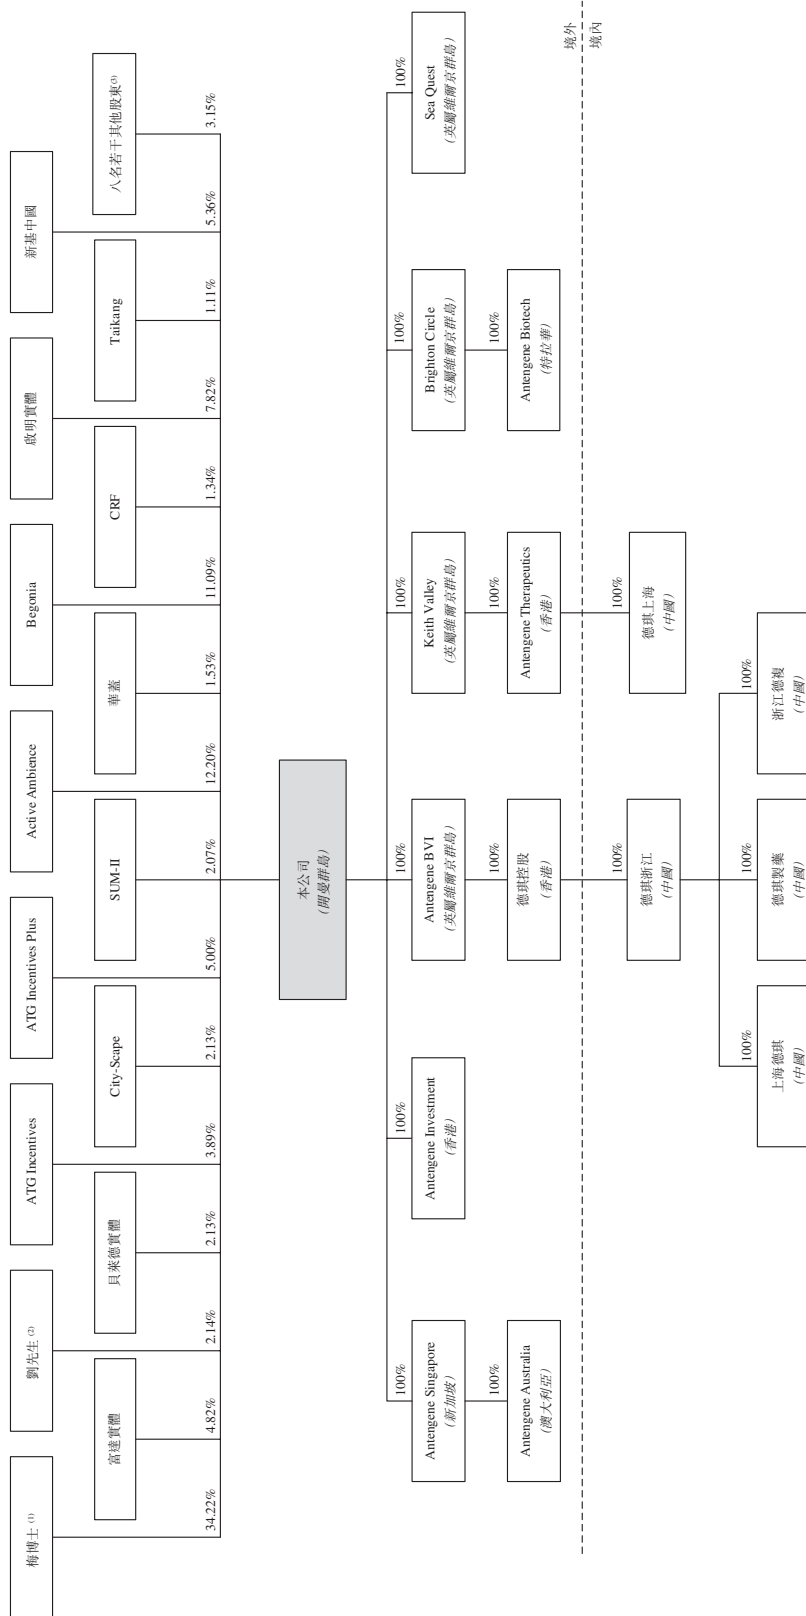 梅博士 (1)
劉先生 (2)
ATG Incentives
ATG Incentives Plus
Active Ambience
Begonia
啟明實體
新基中國
富達實體
貝萊德實體
City-Scape
SUM-II
華蓋
CRF
Taikang
八名若干其他股東(3)
34.22%
4.82%
2.14%
2.13%
3.89%
2.13%
5.00%
2.07%
12.20%
1.53%
11.09%
1.34%
7.82%
1.11%
5.36%
3.15%
本公司
(開曼群島)
100%
100%
100%
100%
100%
100%
Antengene Singapore
(新加坡)
Antengene Investment
(香港)
Antengene BVI
(英屬維爾京群島)
Keith Valley
(英屬維爾京群島)
Brighton Circle
(英屬維爾京群島)
Sea Quest
(英屬維爾京群島)
100%
100%
100%
100%
Antengene Australia
(澳大利亞)
德琪控股
(香港)
Antengene Therapeutics
(香港)
Antengene Biotech
(特拉華)
境外
境內
100%
100%
德琪浙江
(中國)
德琪上海
(中國)
100%
100%
100%
上海德琪
(中國)
德琪製藥
(中國)
浙江德複
(中國)